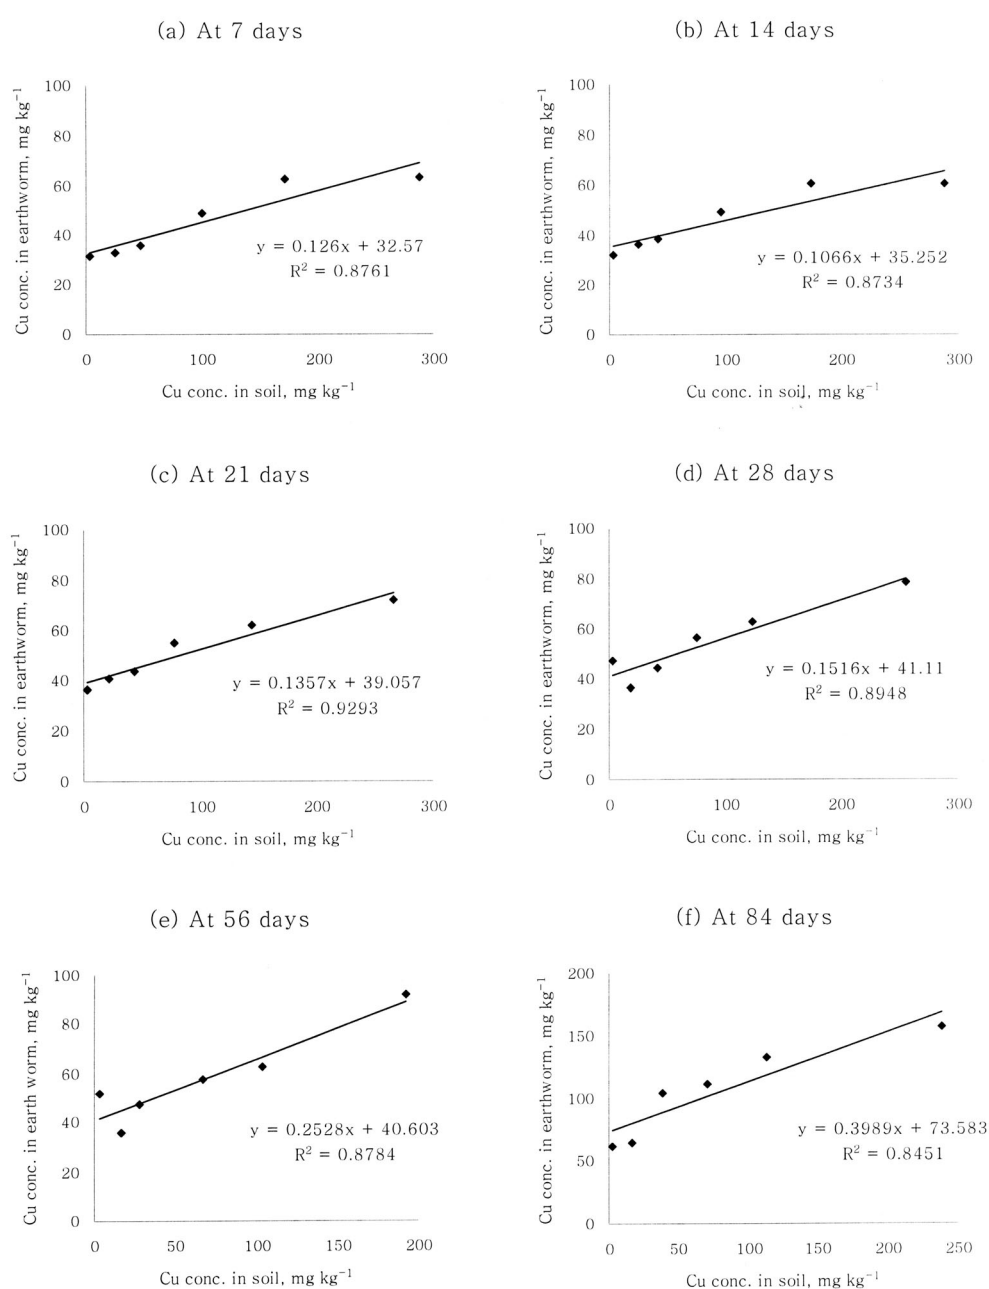 (a) At 7 days
Cu conc. in earthworm, mg kg⁻¹
100
80
60
40
20
0
y = 0.126x + 32.57
R² = 0.8761
0 100 200 300
Cu conc. in soil, mg kg⁻¹
(b) At 14 days
Cu conc. in earthworm, mg kg⁻¹
100
80
60
40
20
0
y = 0.1066x + 35.252
R² = 0.8734
0 100 200 300
Cu conc. in soil, mg kg⁻¹
(c) At 21 days
Cu conc. in earthworm, mg kg⁻¹
100
80
60
40
20
0
y = 0.1357x + 39.057
R² = 0.9293
0 100 200 300
Cu conc. in soil, mg kg⁻¹
(d) At 28 days
Cu conc. in earthworm, mg kg⁻¹
100
80
60
40
20
0
y = 0.1516x + 41.11
R² = 0.8948
0 100 200 300
Cu conc. in soil, mg kg⁻¹
(e) At 56 days
Cu conc. in earth worm, mg kg⁻¹
100
80
60
40
20
0
y = 0.2528x + 40.603
R² = 0.8784
0 50 100 150 200
Cu conc. in soil, mg kg⁻¹
(f) At 84 days
Cu conc. in earthworm, mg kg⁻¹
200
150
100
50
0
y = 0.3989x + 73.583
R² = 0.8451
0 50 100 150 200 250
Cu conc. in soil, mg kg⁻¹